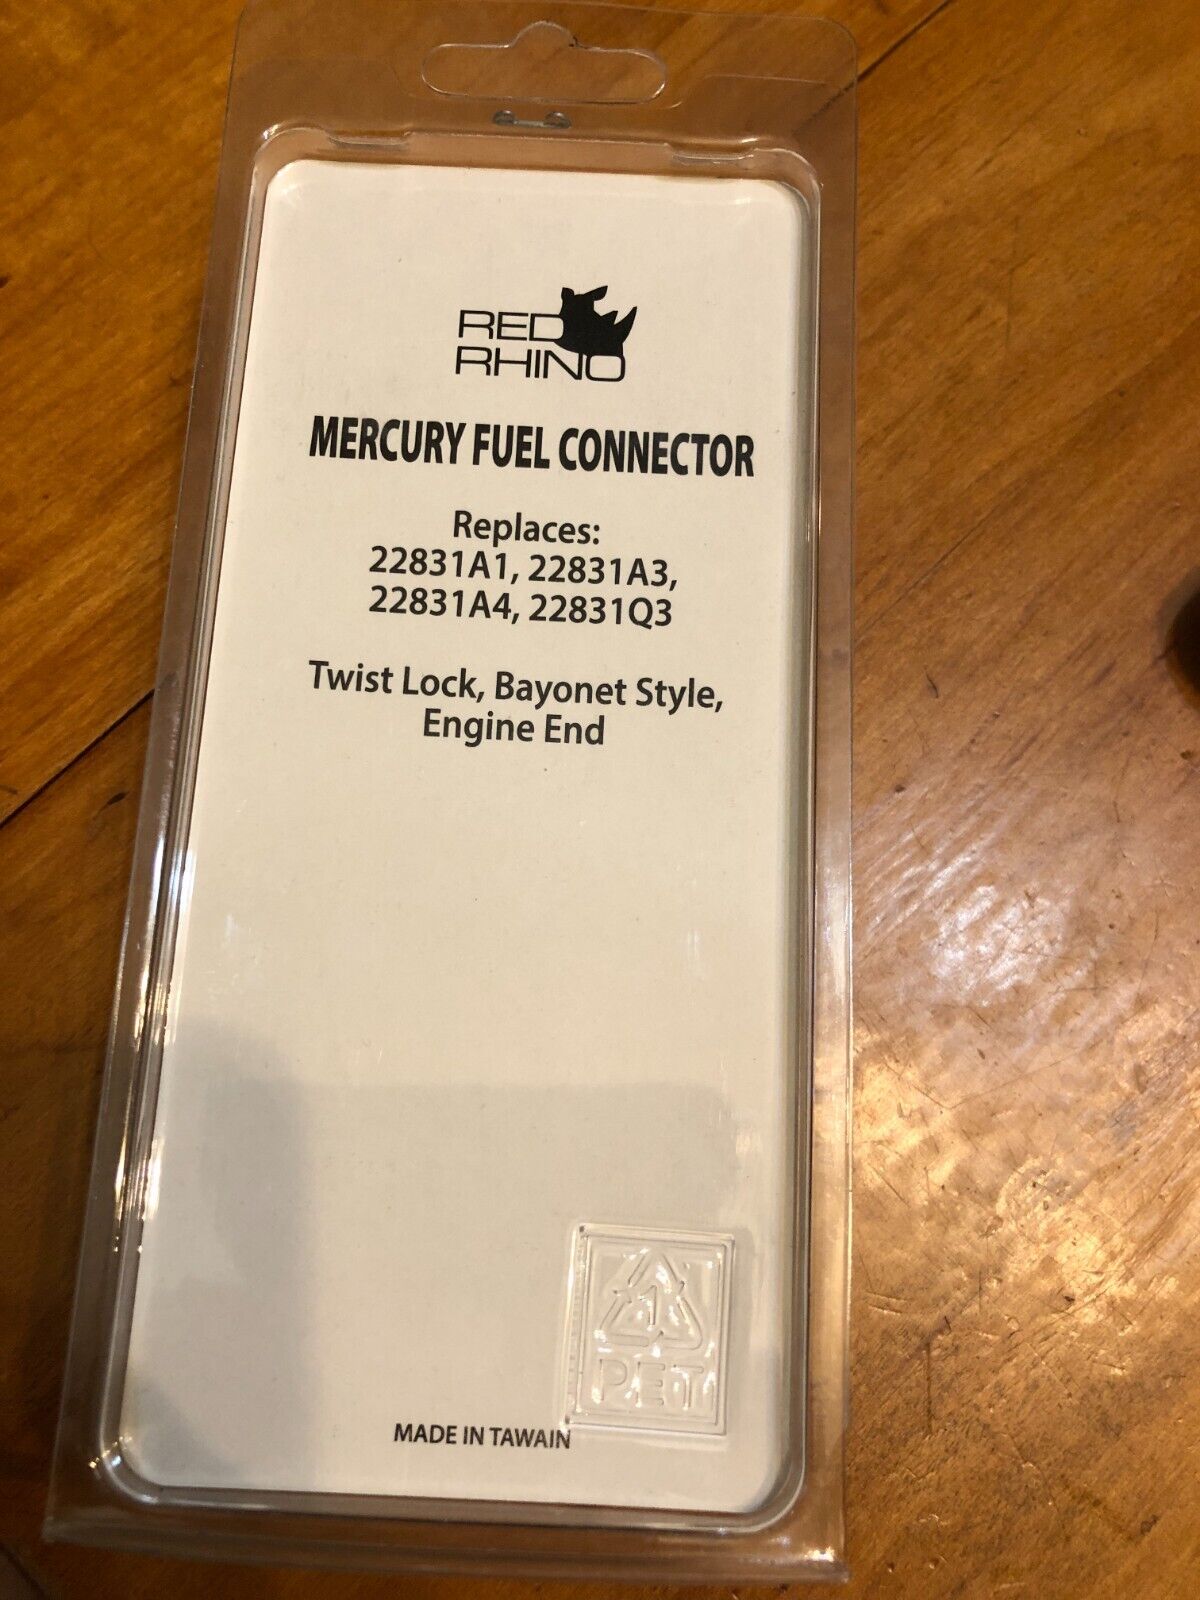 RED
RHINO
MERCURY FUEL CONNECTOR
Replaces:
22831A1, 22831A3,
22831A4, 22831Q3
Twist Lock, Bayonet Style,
Engine End
1
PET
MADE IN TAWAIN